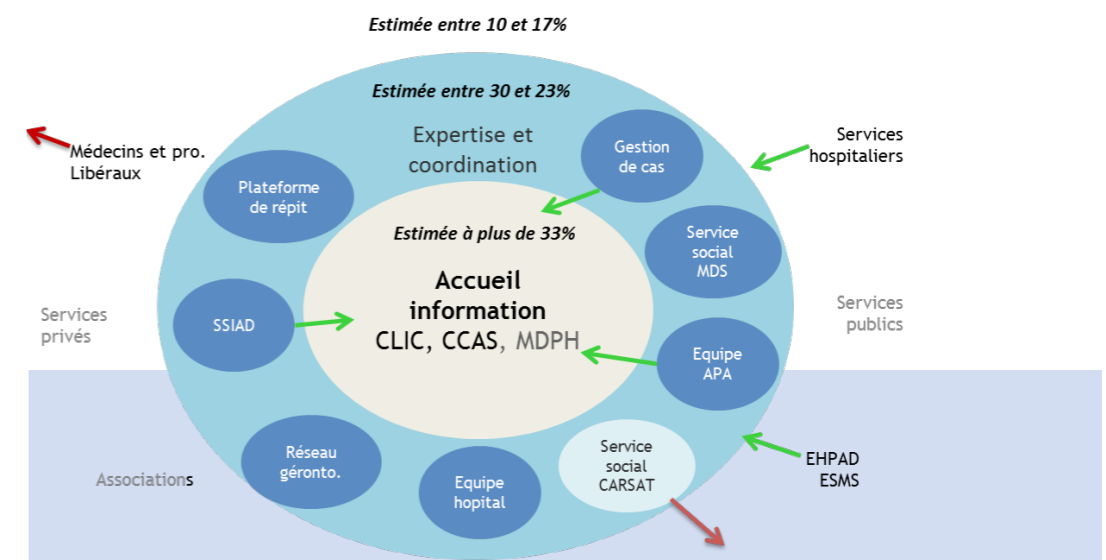 Estimée entre 10 et 17%
Estimée entre 30 et 23%
Expertise et
coordination
Gestion
de cas
Services
hospitaliers
Médecins et pro.
Libéraux
Plateforme
de répit
Service
social
MDS
Estimée à plus de 33%
Accueil
information
CLIC, CCAS, MDPH
Services
privés
SSIAD
Services
publics
Equipe
APA
Réseau
géronto.
Equipe
hopital
Service
social
CARSAT
EHPAD
ESMS
Associations